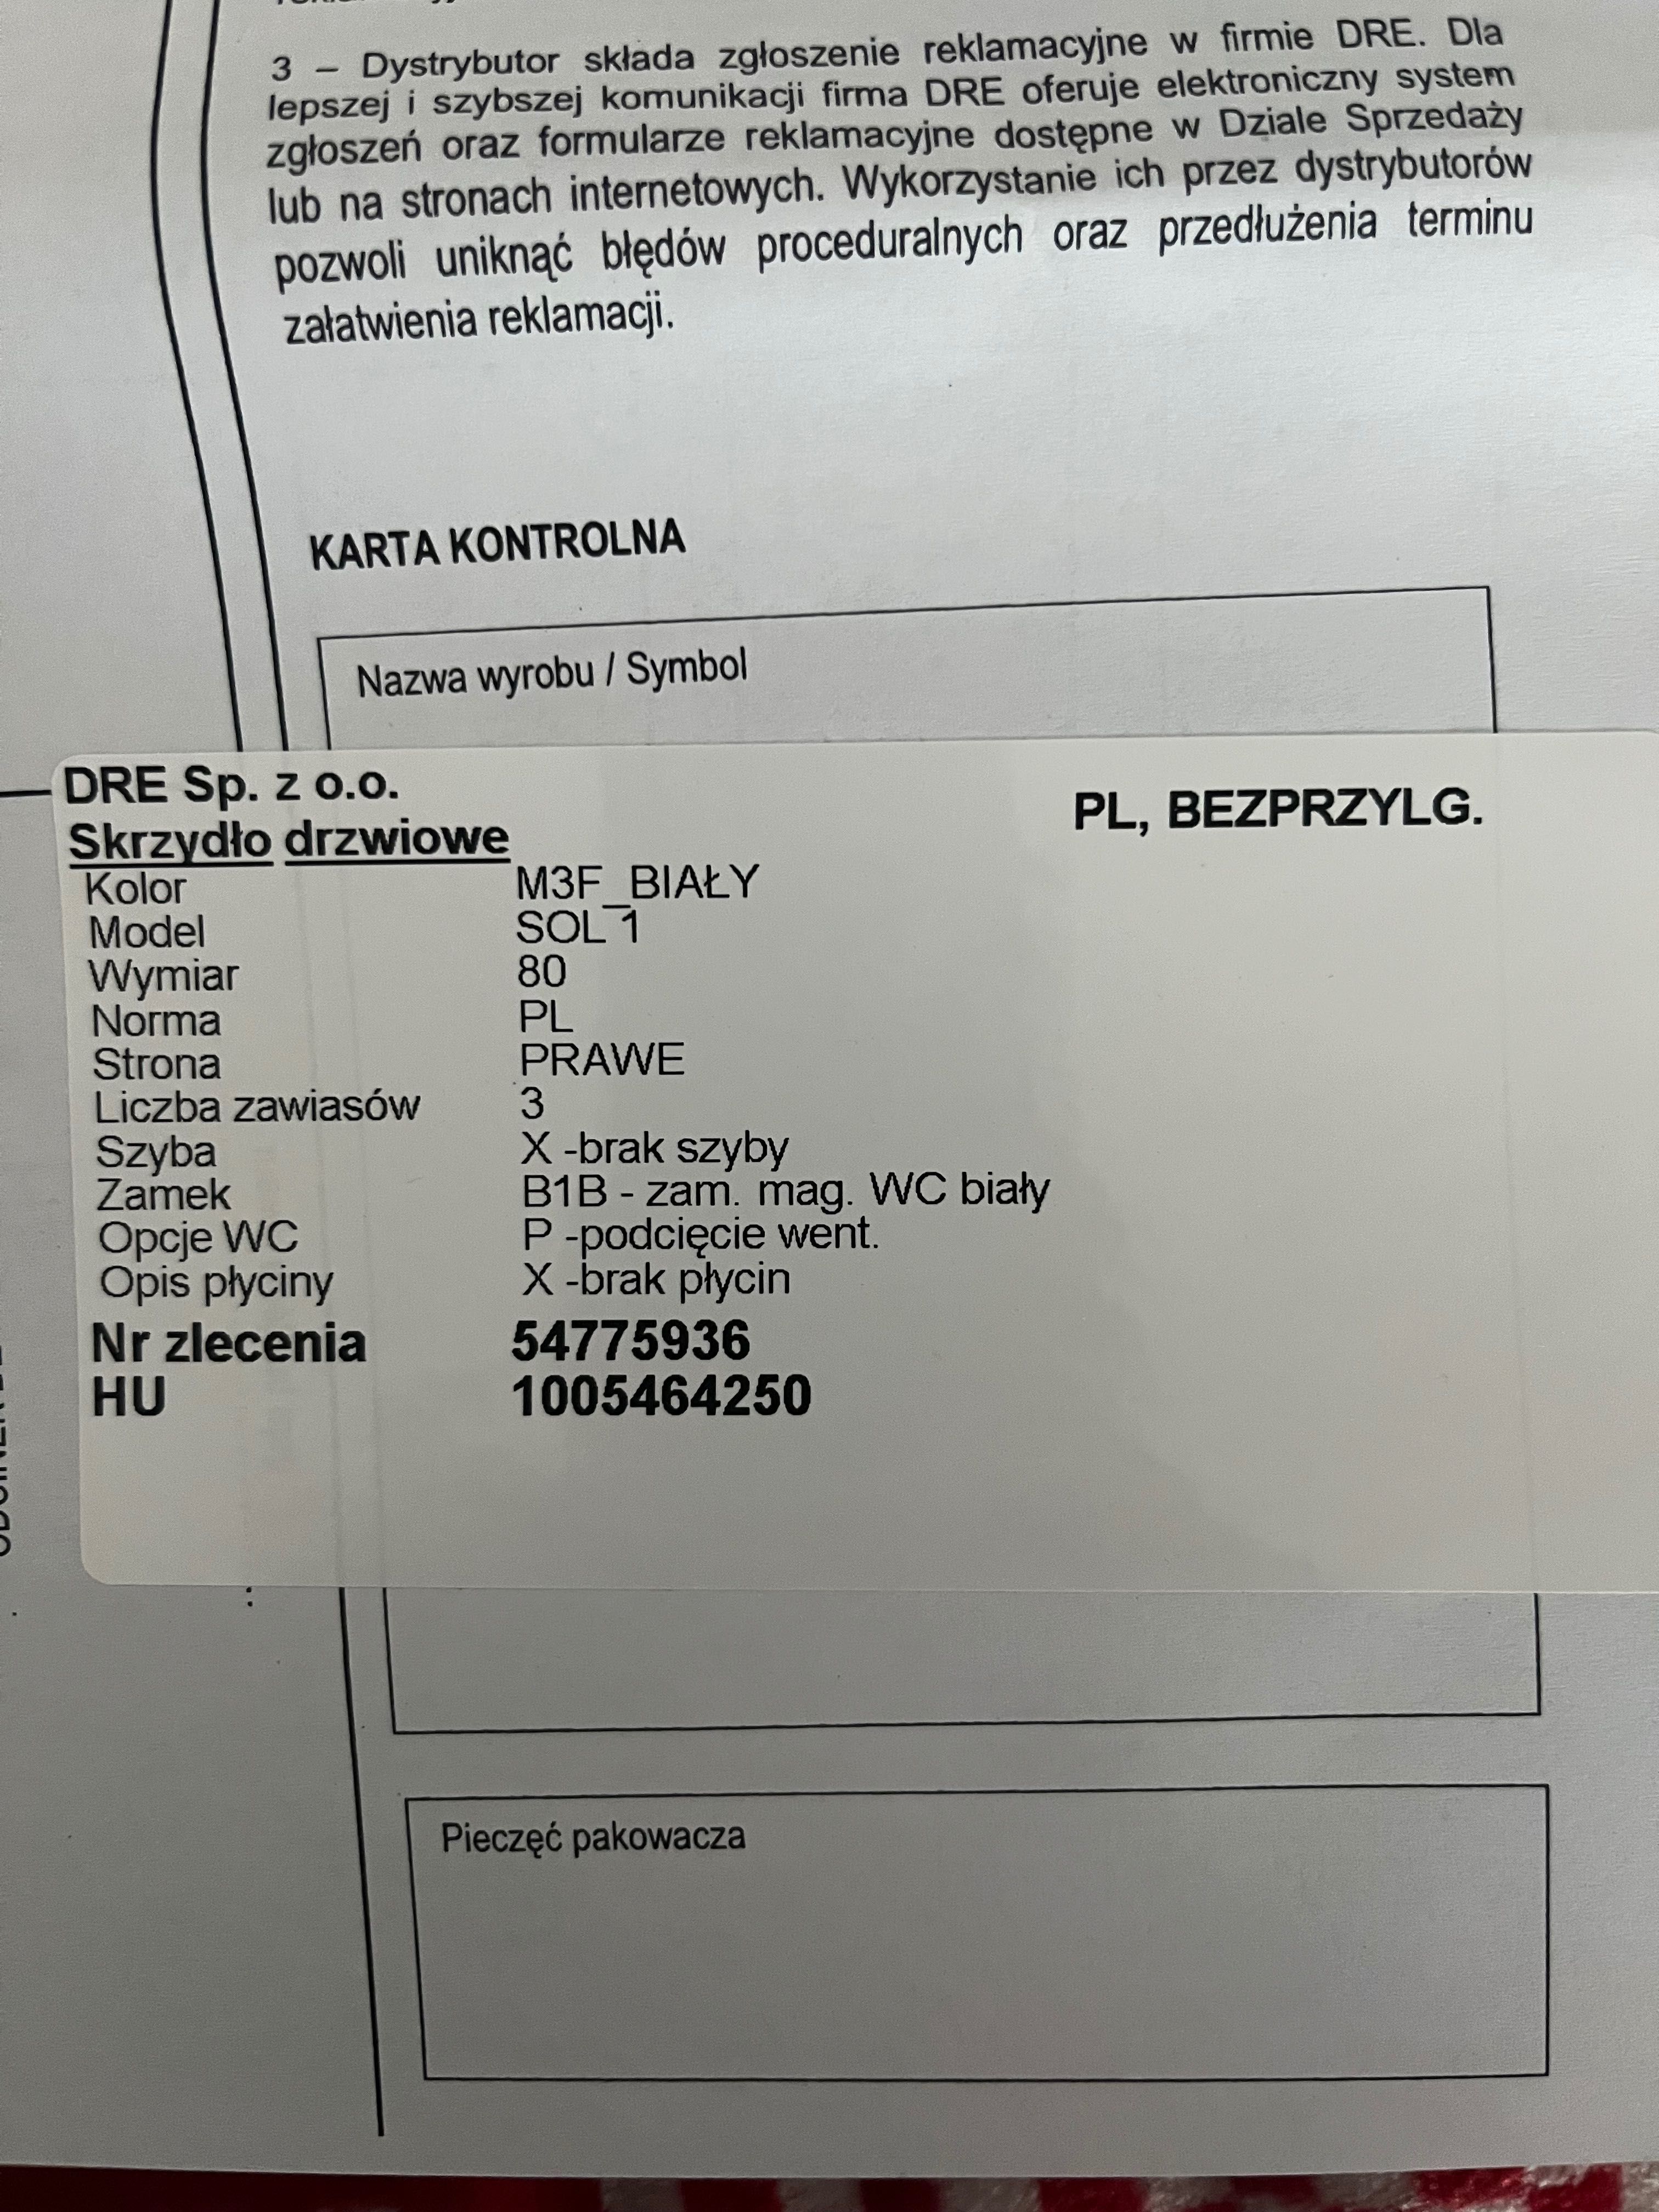 3 – Dystrybutor składa zgłoszenie reklamacyjne w firmie DRE. Dla
lepszej i szybszej komunikacji firma DRE oferuje elektroniczny system
zgłoszeń oraz formularze reklamacyjne dostępne w Dziale Sprzedaży
lub na stronach internetowych. Wykorzystanie ich przez dystrybutorów
pozwoli uniknąć błędów proceduralnych oraz przedłużenia terminu
załatwienia reklamacji.
KARTA KONTROLNA
Nazwa wyrobu / Symbol
DRE Sp. z o.o.
PL, BEZPRZYLG.
Skrzydło drzwiowe
Kolor M3F_BIAŁY
Model SOL 1
Wymiar 80
Norma PL
Strona PRAWE
Liczba zawiasów 3
Szyba X -brak szyby
Zamek B1B - zam. mag. WC biały
Opcje WC P -podcięcie went.
Opis płyciny X -brak płycin
Nr zlecenia 54775936
HU 1005464250
Pieczęć pakowacza